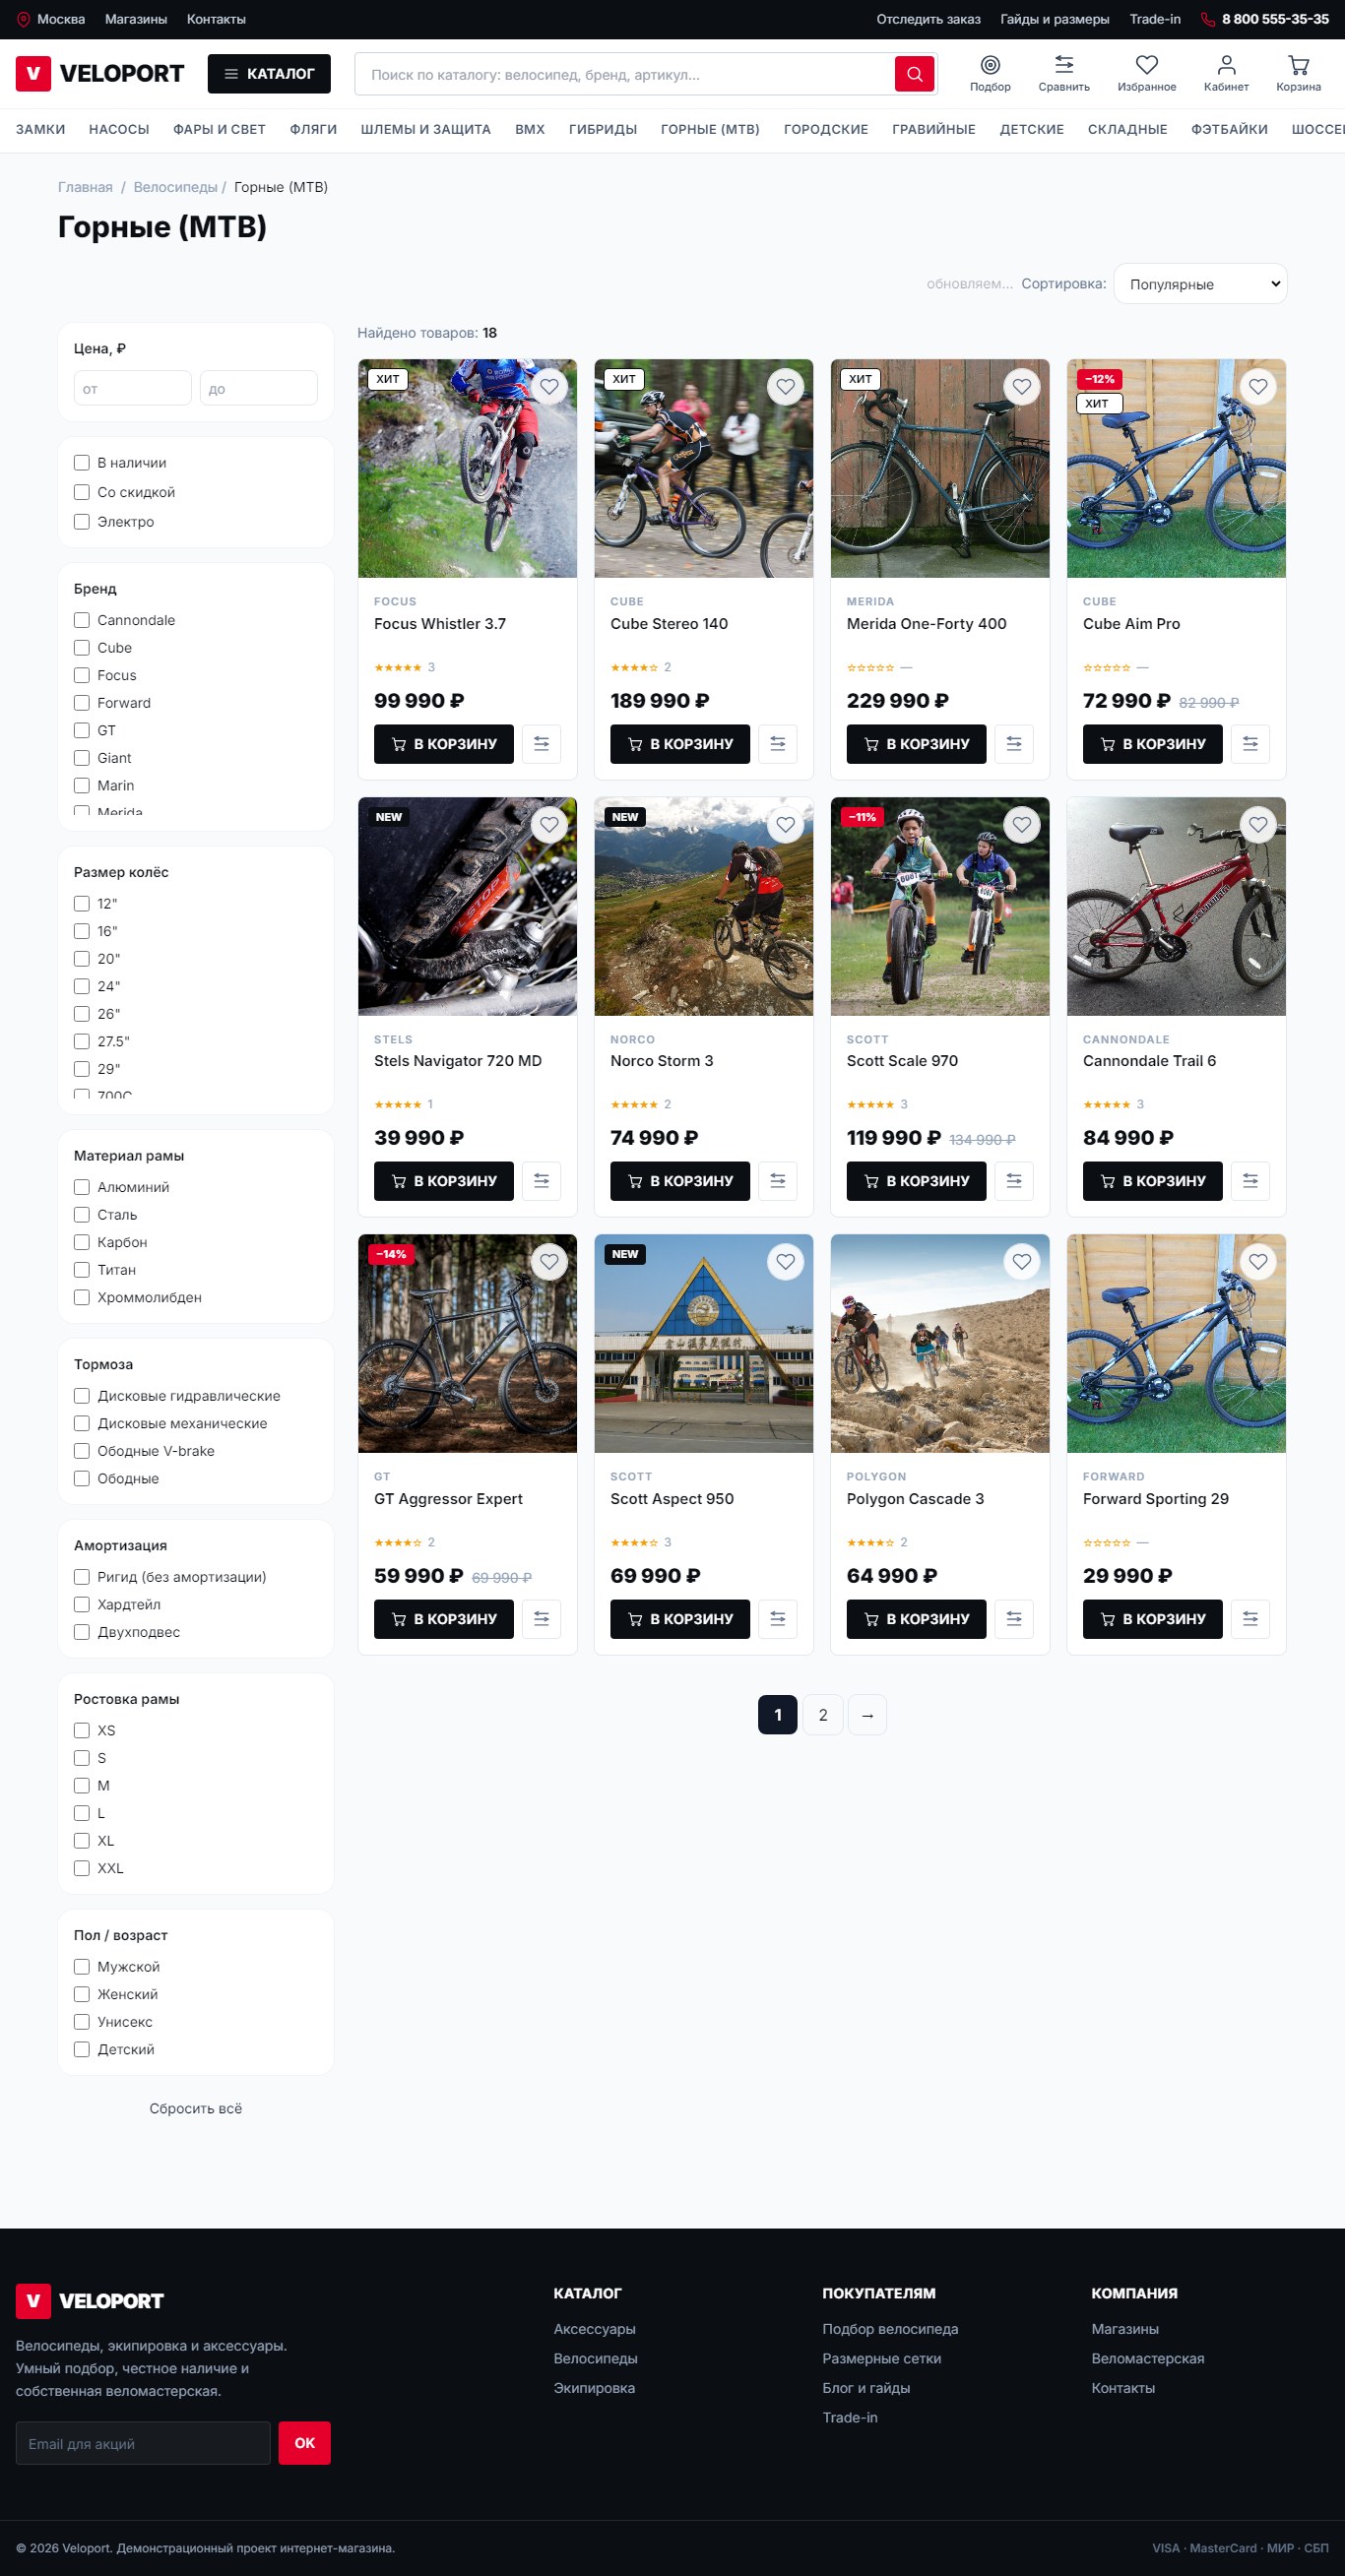 Москва Магазины Контакты Отследить заказ Гайды и размеры Trade-in 8 800 555-35-35
V VELOPORT КАТАЛОГ Поиск по каталогу: велосипед, бренд, артикул... Подбор Сравнить Избранное Кабинет Корзина
ЗАМКИ НАСОСЫ ФАРЫ И СВЕТ ФЛЯГИ ШЛЕМЫ И ЗАЩИТА BMX ГИБРИДЫ ГОРНЫЕ (MTB) ГОРОДСКИЕ ГРАВИЙНЫЕ ДЕТСКИЕ СКЛАДНЫЕ ФЭТБАЙКИ ШОССЕ
Главная / Велосипеды / Горные (MTB)
Горные (MTB)
обновляем... Сортировка: Популярные
Цена, ₽
от до
В наличии
Со скидкой
Электро
Бренд
Cannondale
Cube
Focus
Forward
GT
Giant
Marin
Merida
Размер колёс
12"
16"
20"
24"
26"
27.5"
29"
700C
Материал рамы
Алюминий
Сталь
Карбон
Титан
Хроммолибден
Тормоза
Дисковые гидравлические
Дисковые механические
Ободные V-brake
Ободные
Амортизация
Ригид (без амортизации)
Хардтейл
Двухподвес
Ростовка рамы
XS
S
M
L
XL
XXL
Пол / возраст
Мужской
Женский
Унисекс
Детский
Сбросить всё
Найдено товаров: 18
ХИТ ХИТ ХИТ −12%
ХИТ
FOCUS CUBE MERIDA CUBE
Focus Whistler 3.7 Cube Stereo 140 Merida One-Forty 400 Cube Aim Pro
★★★★★ 3 ★★★★☆ 2 ☆☆☆☆☆ — ☆☆☆☆☆ —
99 990 ₽ 189 990 ₽ 229 990 ₽ 72 990 ₽ 82 990 ₽
В КОРЗИНУ В КОРЗИНУ В КОРЗИНУ В КОРЗИНУ
NEW NEW −11%
STELS NORCO SCOTT CANNONDALE
Stels Navigator 720 MD Norco Storm 3 Scott Scale 970 Cannondale Trail 6
★★★★★ 1 ★★★★★ 2 ★★★★★ 3 ★★★★★ 3
39 990 ₽ 74 990 ₽ 119 990 ₽ 134 990 ₽ 84 990 ₽
В КОРЗИНУ В КОРЗИНУ В КОРЗИНУ В КОРЗИНУ
−14% NEW
GT SCOTT POLYGON FORWARD
GT Aggressor Expert Scott Aspect 950 Polygon Cascade 3 Forward Sporting 29
★★★★☆ 2 ★★★★☆ 3 ★★★★☆ 2 ☆☆☆☆☆ —
59 990 ₽ 69 990 ₽ 69 990 ₽ 64 990 ₽ 29 990 ₽
В КОРЗИНУ В КОРЗИНУ В КОРЗИНУ В КОРЗИНУ
1 2 →
V VELOPORT
Велосипеды, экипировка и аксессуары.
Умный подбор, честное наличие и
собственная веломастерская.
Email для акций OK
КАТАЛОГ
Аксессуары
Велосипеды
Экипировка
ПОКУПАТЕЛЯМ
Подбор велосипеда
Размерные сетки
Блог и гайды
Trade-in
КОМПАНИЯ
Магазины
Веломастерская
Контакты
© 2026 Veloport. Демонстрационный проект интернет-магазина. VISA · MasterCard · МИР · СБП